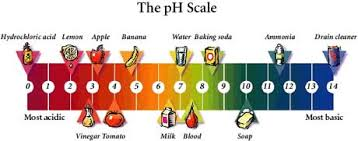 The pH Scale
Hydrochloric acid Lemon Apple Banana Water Baking soda Ammonia Drain cleaner
0 1 2 3 4 5 6 7 8 9 10 11 12 13 14
Most acidic Most basic
Vinegar Tomato Milk Blood Soap